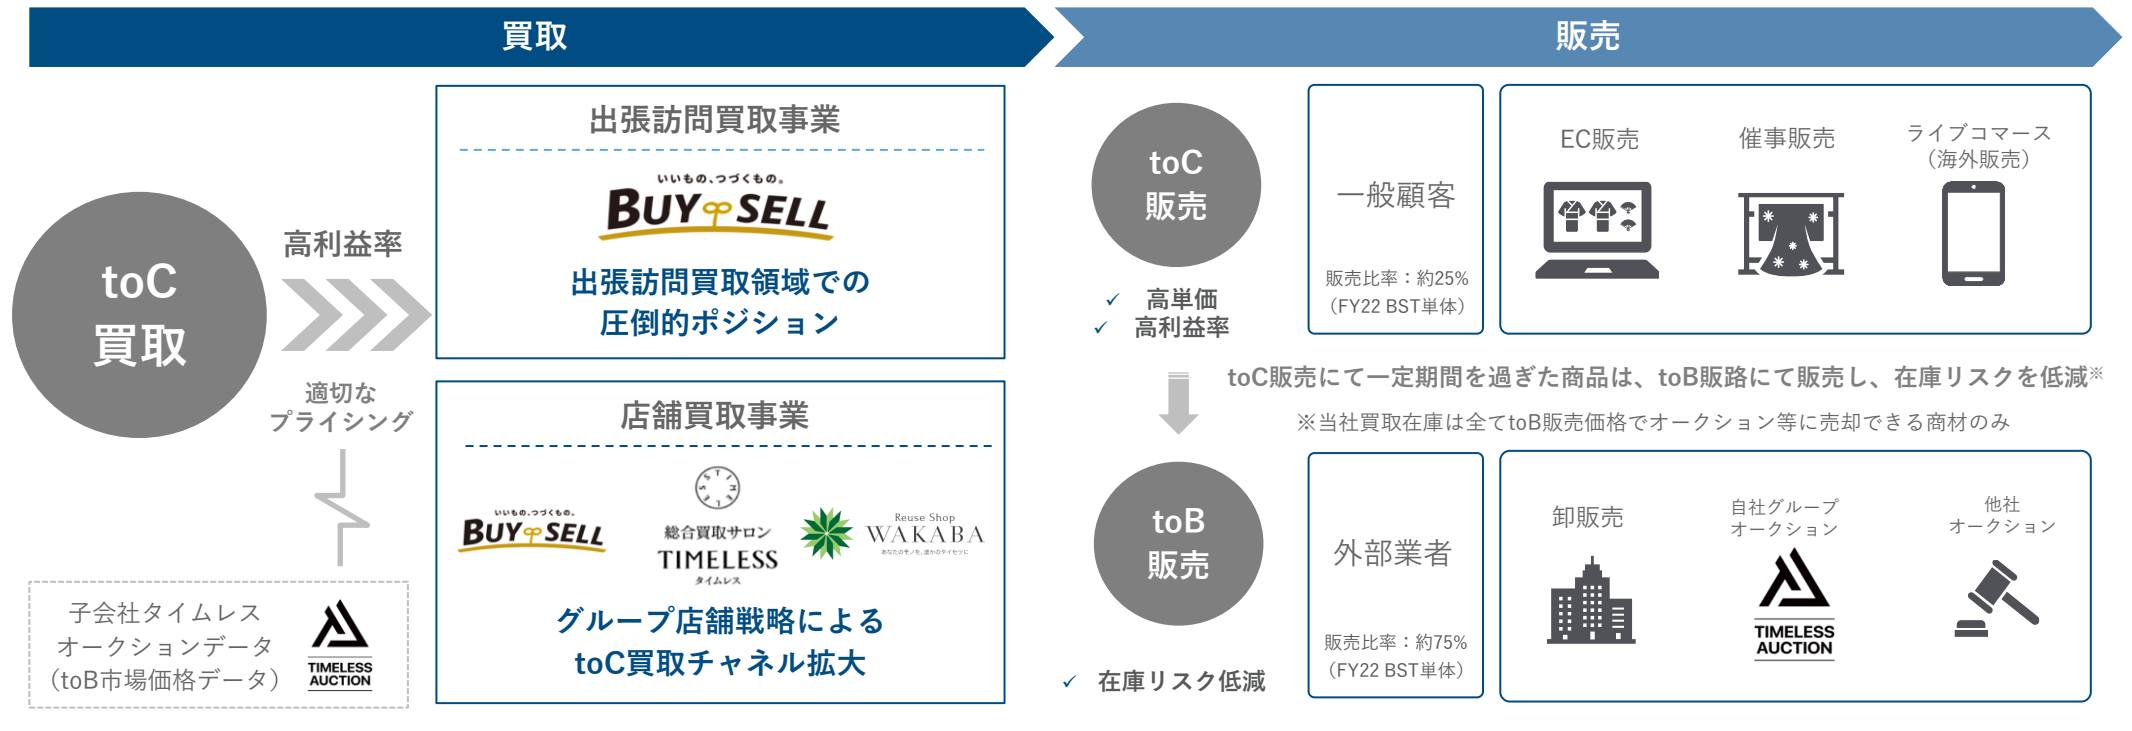 買取
販売
toC
買取
高利益率
適切な
プライシング
子会社タイムレス
オークションデータ
（toB市場価格データ）
TIMELESS
AUCTION
出張訪問買取事業
いいもの、つづくもの。
BUY SELL
出張訪問買取領域での
圧倒的ポジション
店舗買取事業
いいもの、つづくもの。
BUY SELL
TIMELESS
総合買取サロン
TIMELESS
タイムレス
Reuse Shop
WAKABA
あなたのモノを、誰かのタイセツに
グループ店舗戦略による
toC買取チャネル拡大
toC
販売
✓ 高単価
✓ 高利益率
一般顧客
販売比率：約25%
（FY22 BST単体）
EC販売
催事販売
ライブコマース
（海外販売）
toC販売にて一定期間を過ぎた商品は、toB販路にて販売し、在庫リスクを低減※
※当社買取在庫は全てtoB販売価格でオークション等に売却できる商材のみ
toB
販売
✓ 在庫リスク低減
外部業者
販売比率：約75%
（FY22 BST単体）
卸販売
自社グループ
オークション
TIMELESS
AUCTION
他社
オークション